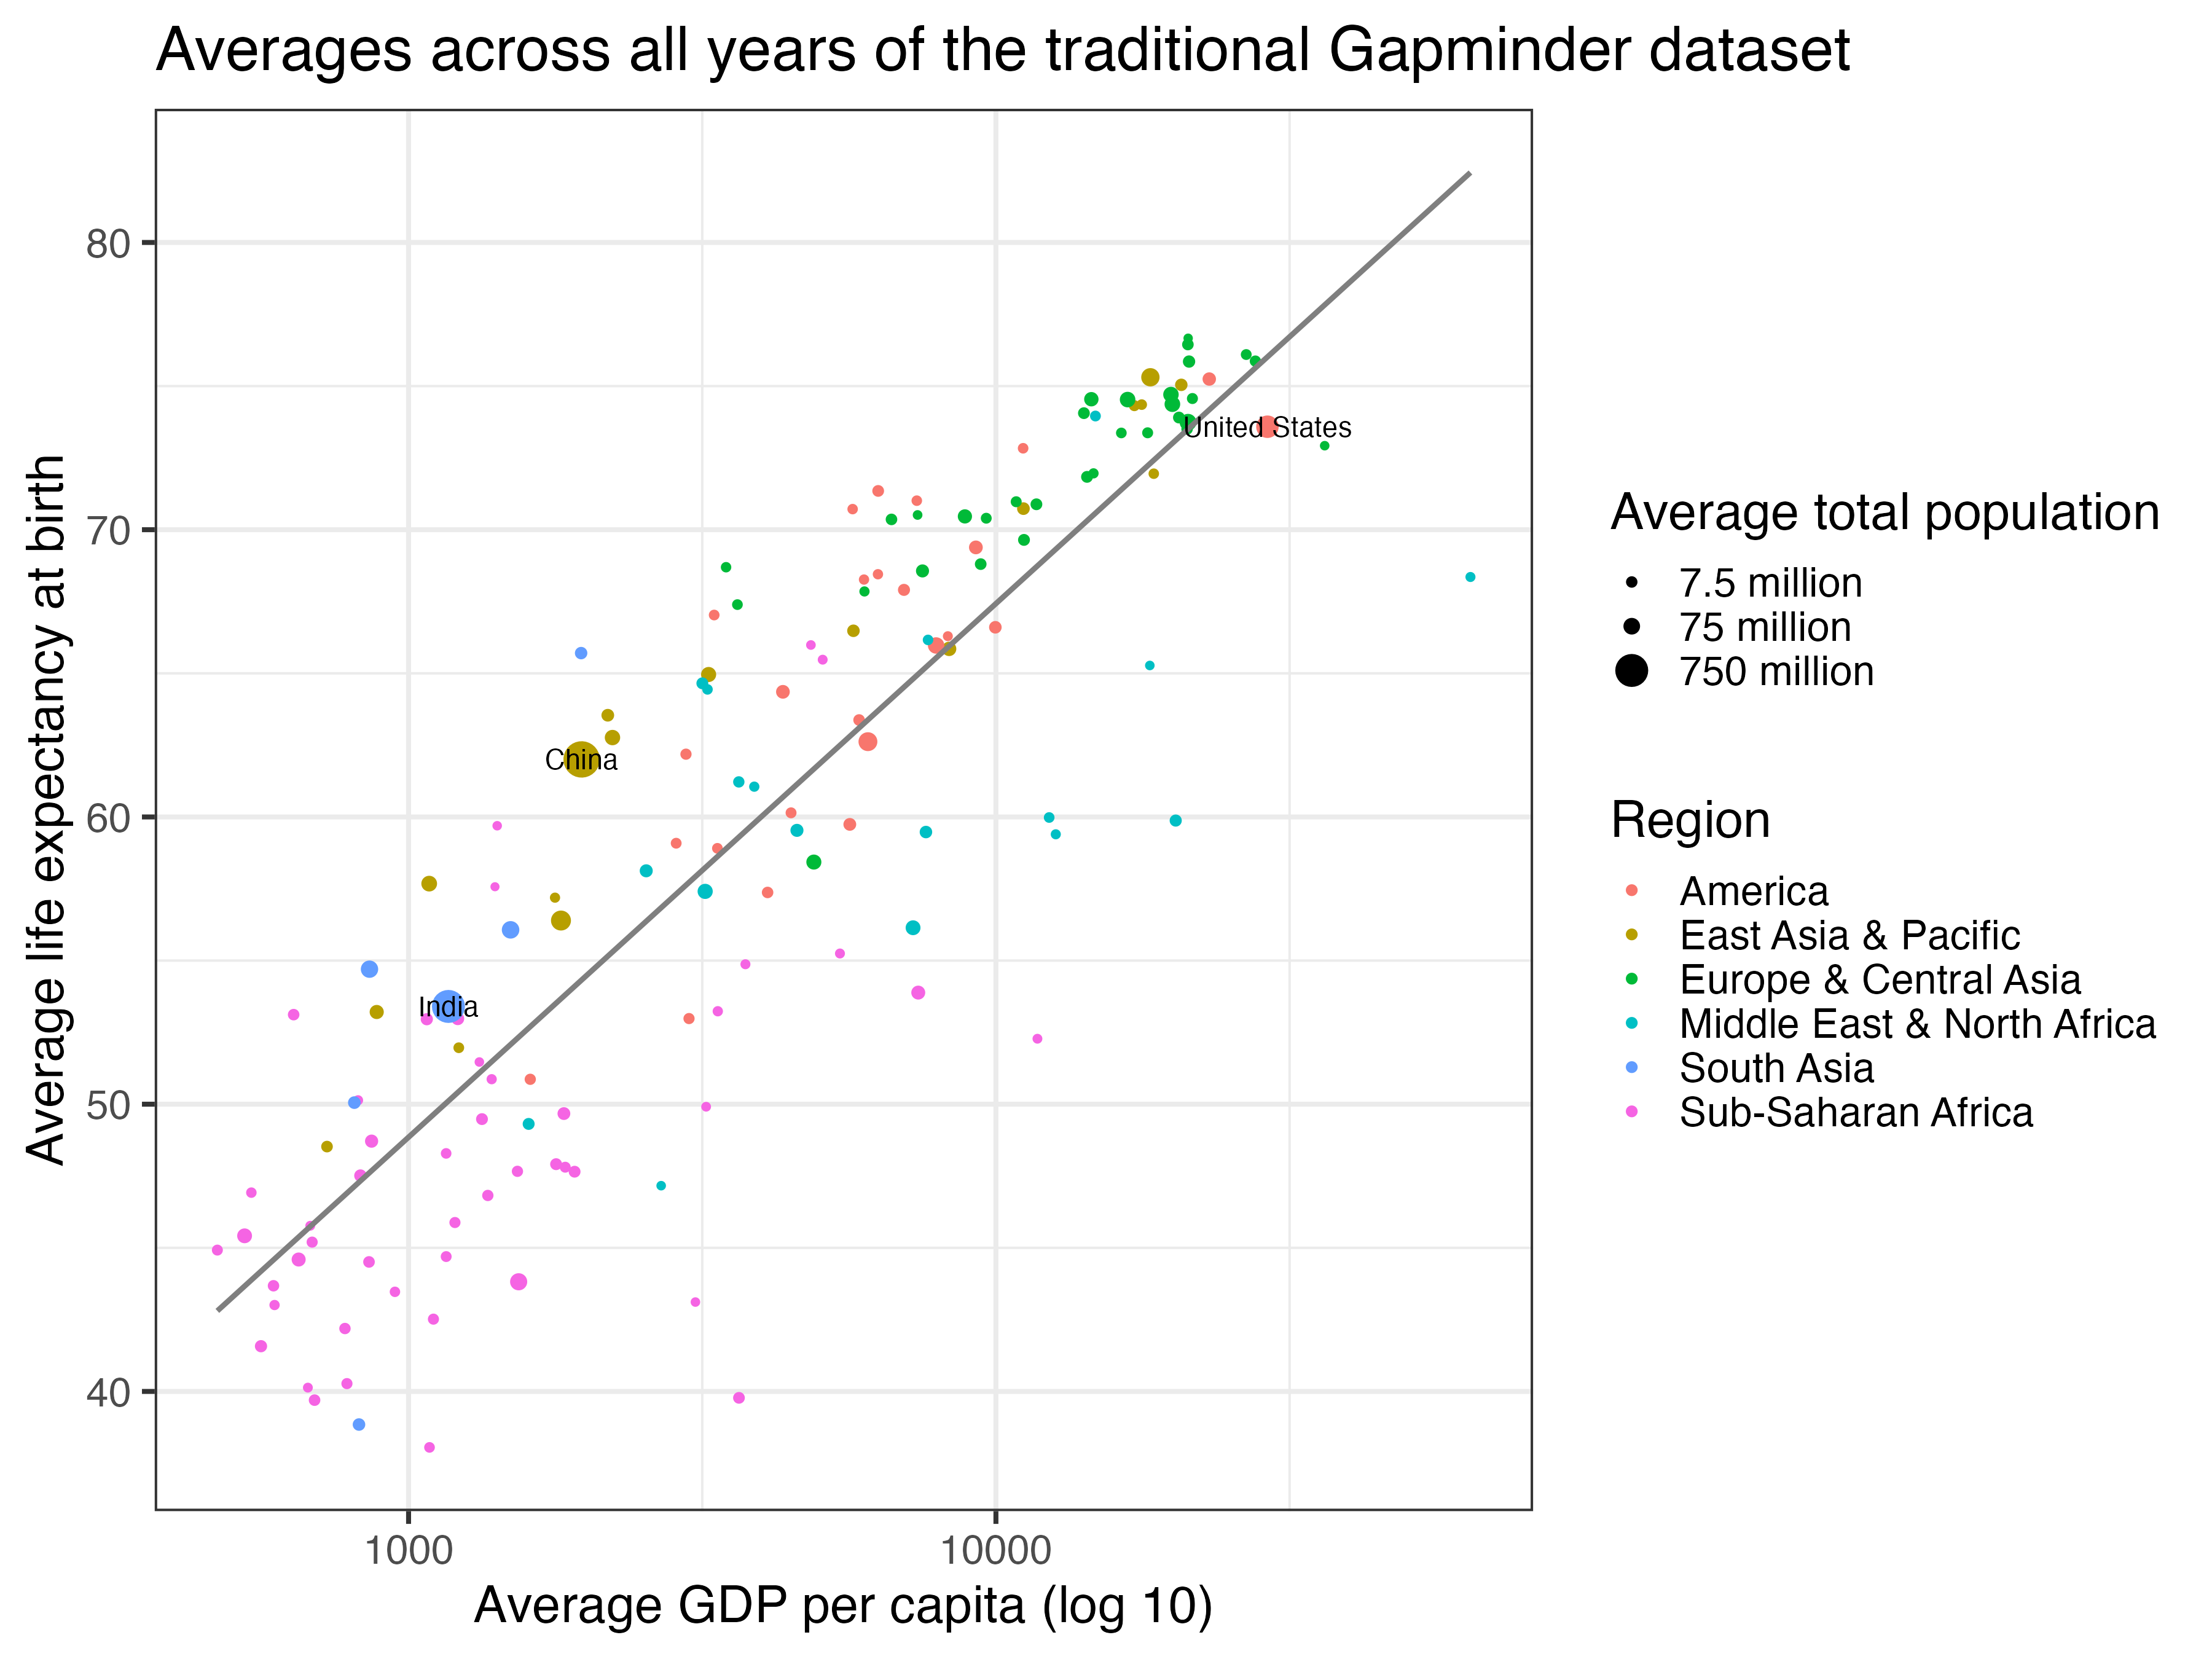 Averages across all years of the traditional Gapminder dataset
Average life expectancy at birth
80
70
60
50
40
United States
China
India
1000
10000
Average GDP per capita (log 10)
Average total population
7.5 million
75 million
750 million
Region
America
East Asia & Pacific
Europe & Central Asia
Middle East & North Africa
South Asia
Sub-Saharan Africa